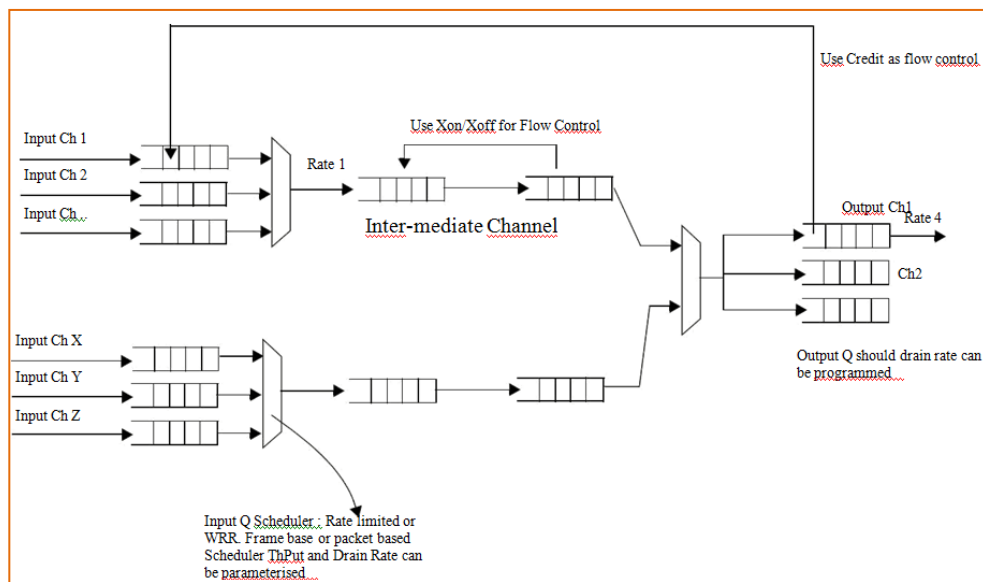 Use Credit as flow control
Use Xon/Xoff for Flow Control
Input Ch 1
Rate 1
Input Ch 2
Input Ch ..
Inter-mediate Channel
Output Ch1
Rate 4
Ch2
Input Ch X
Input Ch Y
Input Ch Z
Output Q should drain rate can
be programmed
Input Q Scheduler : Rate limited or
WRR. Frame base or packet based
Scheduler ThPut and Drain Rate can
be parameterised